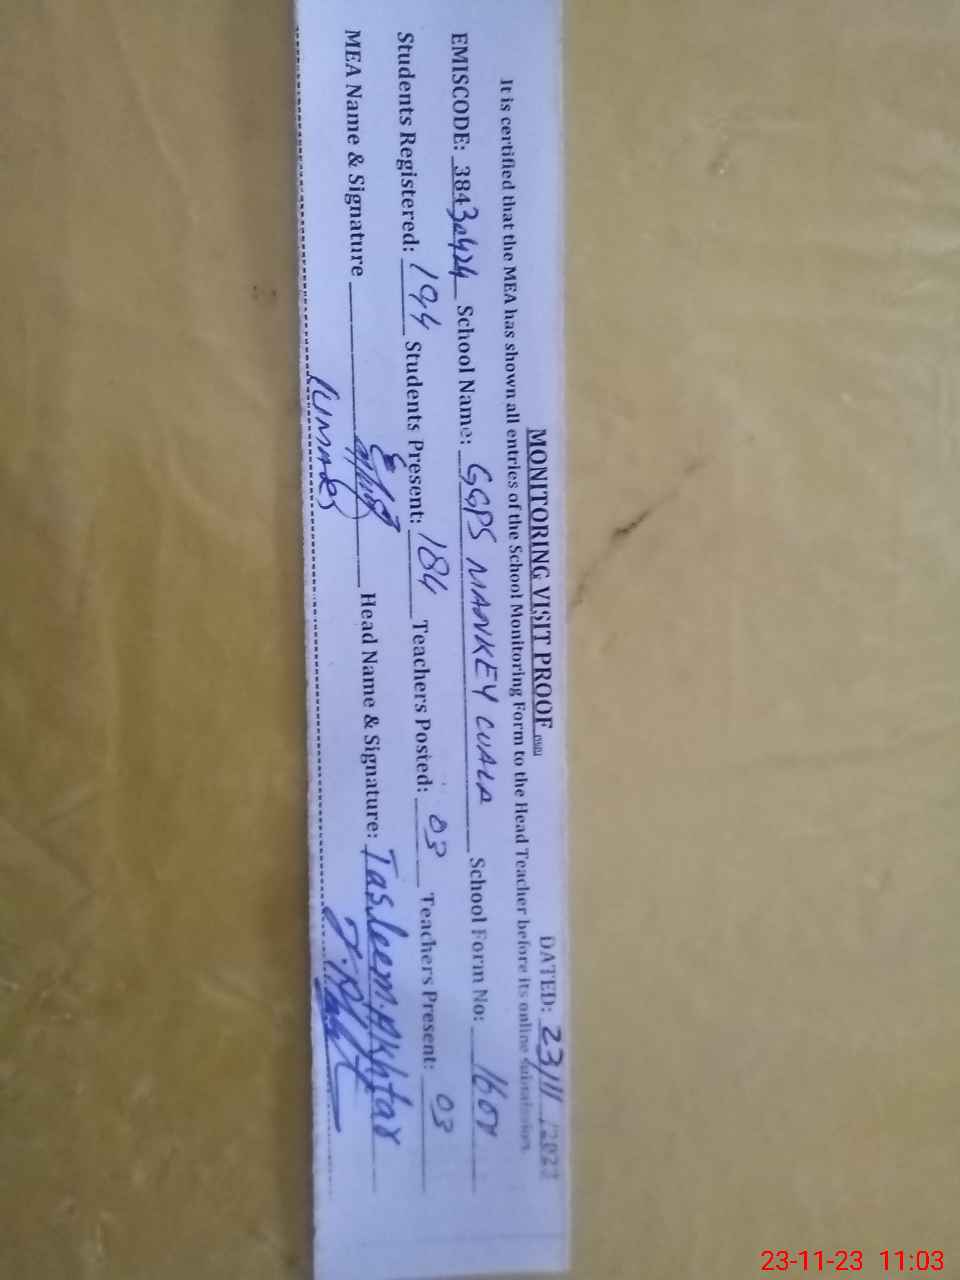 MONITORING VISIT PROOF
DATED: 23/11/202
It is certified that the MEA has shown all entries of the School Monitoring Form to the Head Teacher before its online submission.
EMISCODE: 3843 School Name: GGPS MANKEY WALA School Form No:
Students Registered: 194 Students Present: 184 Teachers Posted: 03 Teachers Present: 03
MEA Name & Signature Head Name & Signature: Tasleem Akhtar
23-11-23 11:03